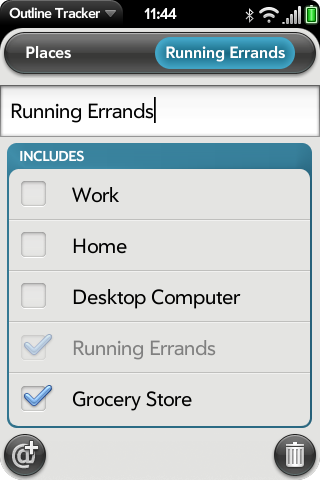 Outline Tracker 11:44
Places Running Errands
Running Errands
INCLUDES
Work
Home
Desktop Computer
Running Errands
Grocery Store
@+